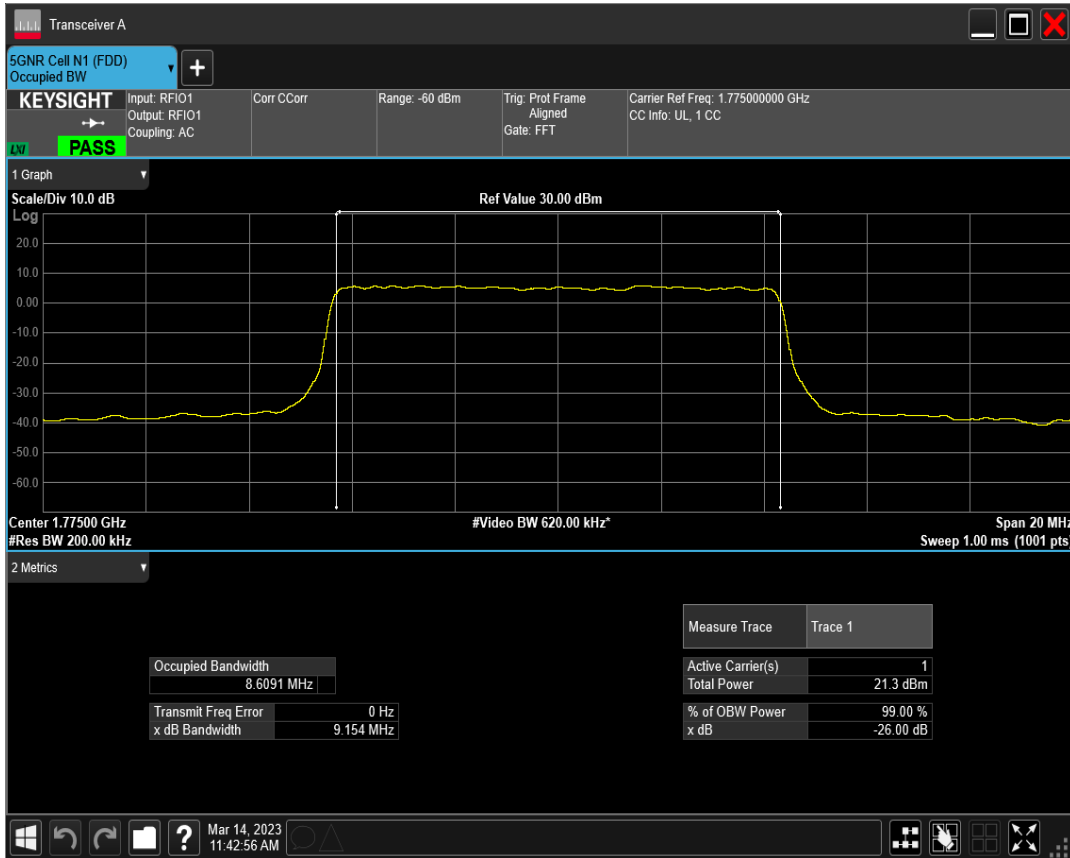 Transceiver A
5GNR Cell N1 (FDD)
Occupied BW
+
KEYSIGHT
LXI
PASS
Input: RFIO1
Output: RFIO1
Coupling: AC
Corr CCorr
Range: -60 dBm
Trig: Prot Frame
Aligned
Gate: FFT
Carrier Ref Freq: 1.775000000 GHz
CC Info: UL, 1 CC
1 Graph
Scale/Div 10.0 dB
Ref Value 30.00 dBm
Log
20.0
10.0
0.00
-10.0
-20.0
-30.0
-40.0
-50.0
-60.0
Center 1.77500 GHz
#Video BW 620.00 kHz*
Span 20 MHz
#Res BW 200.00 kHz
Sweep 1.00 ms (1001 pts)
2 Metrics
Measure Trace Trace 1
Occupied Bandwidth
8.6091 MHz
Transmit Freq Error 0 Hz
x dB Bandwidth 9.154 MHz
Active Carrier(s) 1
Total Power 21.3 dBm
% of OBW Power 99.00 %
x dB -26.00 dB
?
Mar 14, 2023
11:42:56 AM